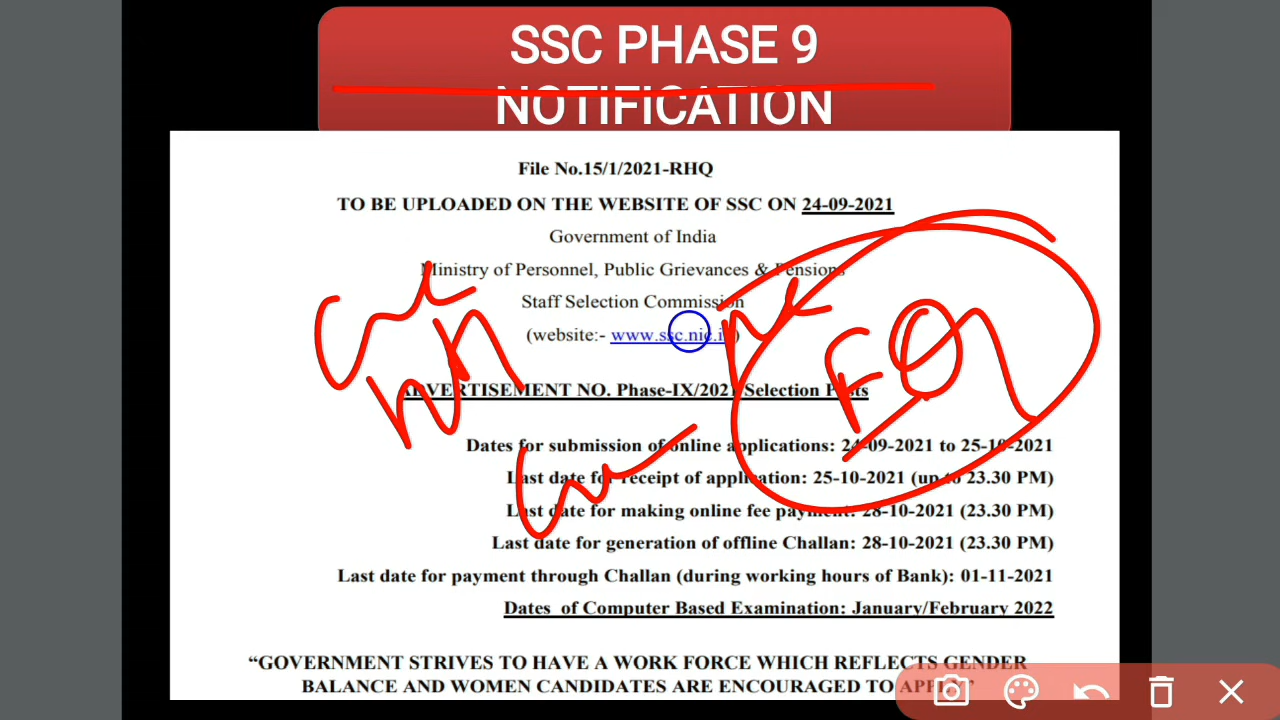 SSC PHASE 9
NOTIFICATION
File No.15/1/2021-RHQ
TO BE UPLOADED ON THE WEBSITE OF SSC ON 24-09-2021
Government of India
Ministry of Personnel, Public Grievances & Pensions
Staff Selection Commission
(website:- www.ssc.nic.in)
ADVERTISEMENT NO. Phase-IX/2021/Selection Posts
Dates for submission of online applications: 24-09-2021 to 25-10-2021
Last date for receipt of application: 25-10-2021 (up to 23.30 PM)
Last date for making online fee payment: 28-10-2021 (23.30 PM)
Last date for generation of offline Challan: 28-10-2021 (23.30 PM)
Last date for payment through Challan (during working hours of Bank): 01-11-2021
Dates of Computer Based Examination: January/February 2022
“GOVERNMENT STRIVES TO HAVE A WORK FORCE WHICH REFLECTS GENDER
BALANCE AND WOMEN CANDIDATES ARE ENCOURAGED TO APPLY”